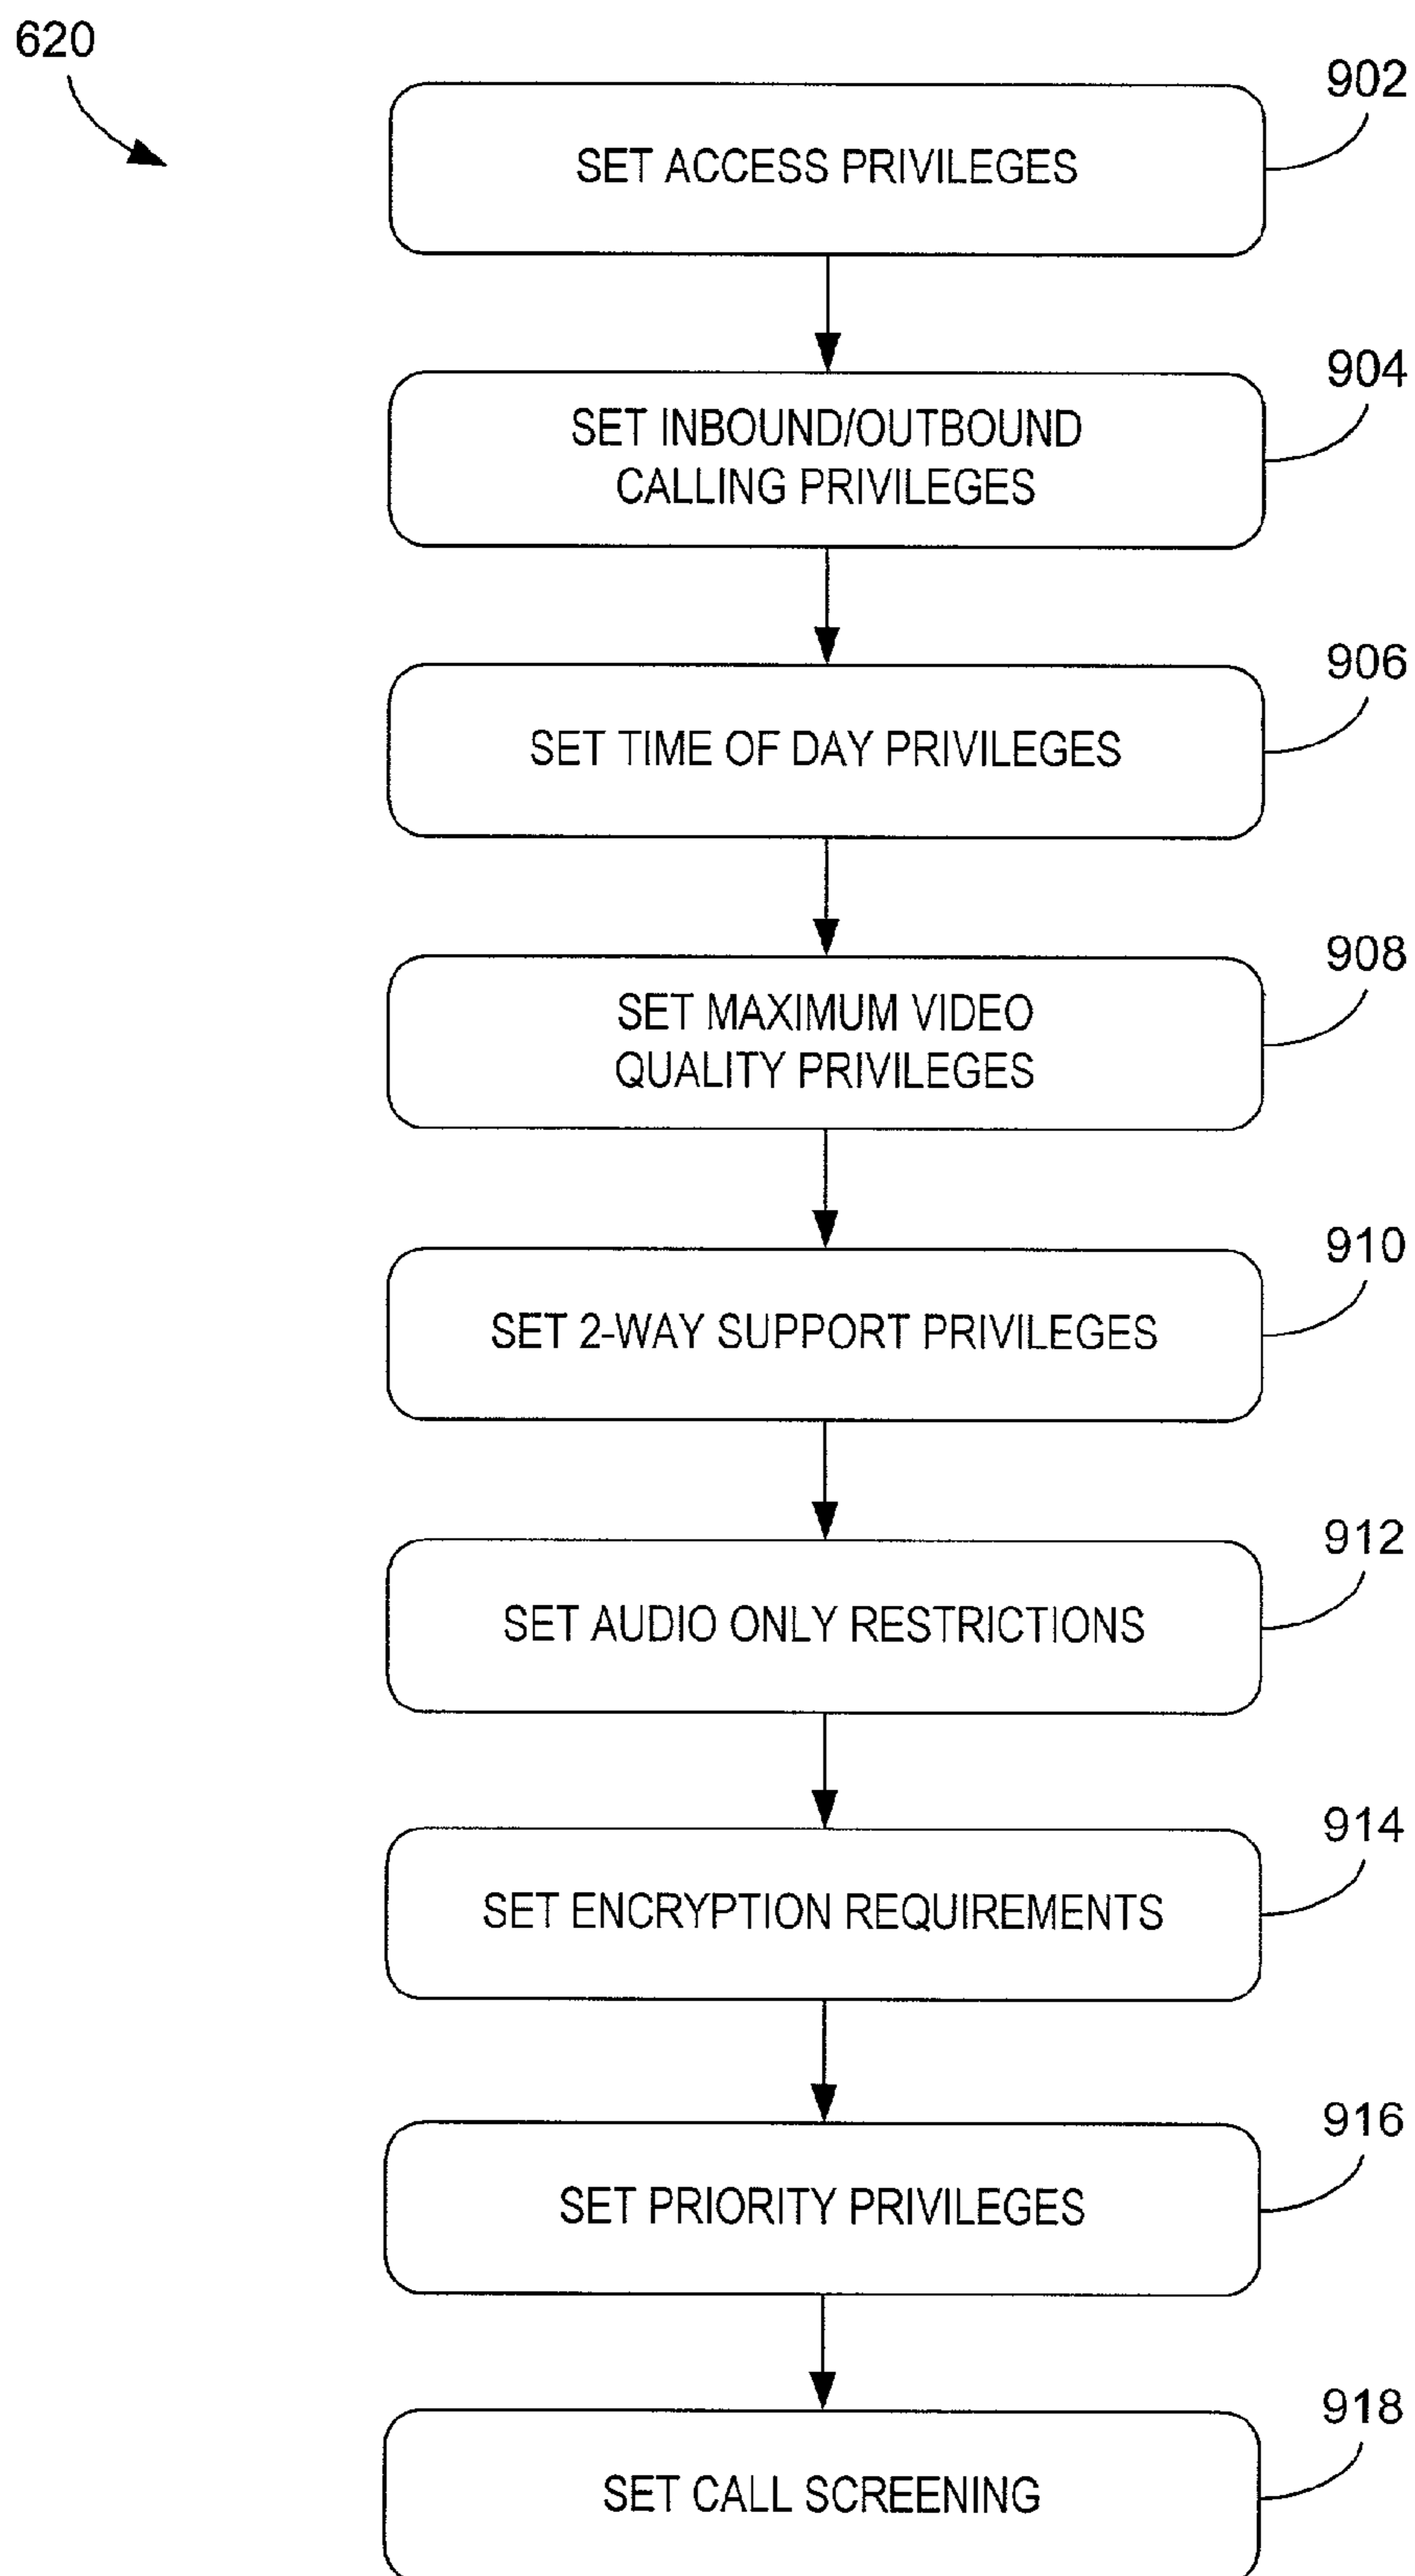 620
902
SET ACCESS PRIVILEGES
904
SET INBOUND/OUTBOUND
CALLING PRIVILEGES
906
SET TIME OF DAY PRIVILEGES
908
SET MAXIMUM VIDEO
QUALITY PRIVILEGES
910
SET 2-WAY SUPPORT PRIVILEGES
912
SET AUDIO ONLY RESTRICTIONS
914
SET ENCRYPTION REQUIREMENTS
916
SET PRIORITY PRIVILEGES
918
SET CALL SCREENING